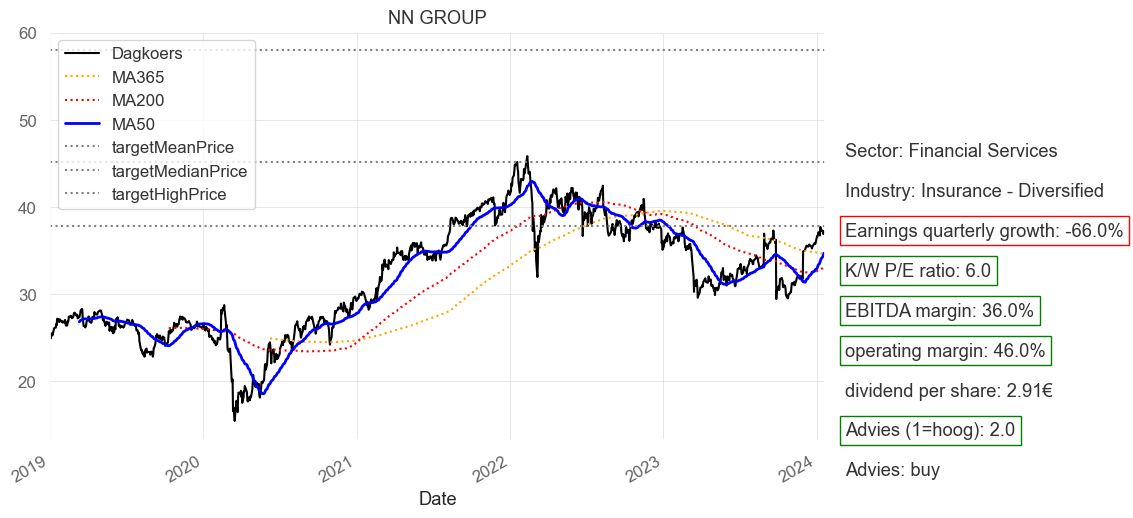 NN GROUP
60
50
40
30
20
Dagkoers
MA365
MA200
MA50
targetMeanPrice
targetMedianPrice
targetHighPrice
2019
2020
2021
2022
2023
2024
Date
Sector: Financial Services
Industry: Insurance - Diversified
Earnings quarterly growth: -66.0%
K/W P/E ratio: 6.0
EBITDA margin: 36.0%
operating margin: 46.0%
dividend per share: 2.91€
Advies (1=hoog): 2.0
Advies: buy